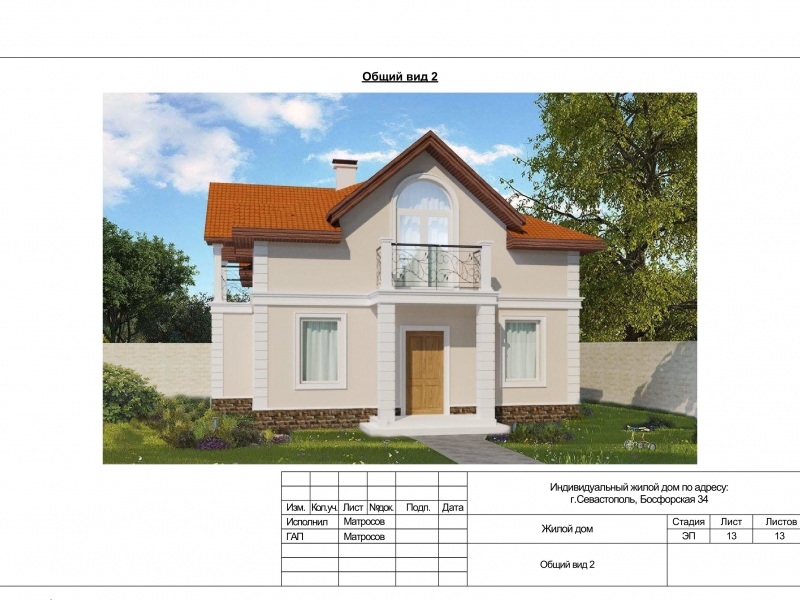 Общий вид 2
Индивидуальный жилой дом по адресу:
г.Севастополь, Босфорская 34
Изм. Кол.уч. Лист №док. Подп. Дата
Исполнил Матросов
ГАП Матросов
Жилой дом
Стадия Лист Листов
ЭП 13 13
Общий вид 2